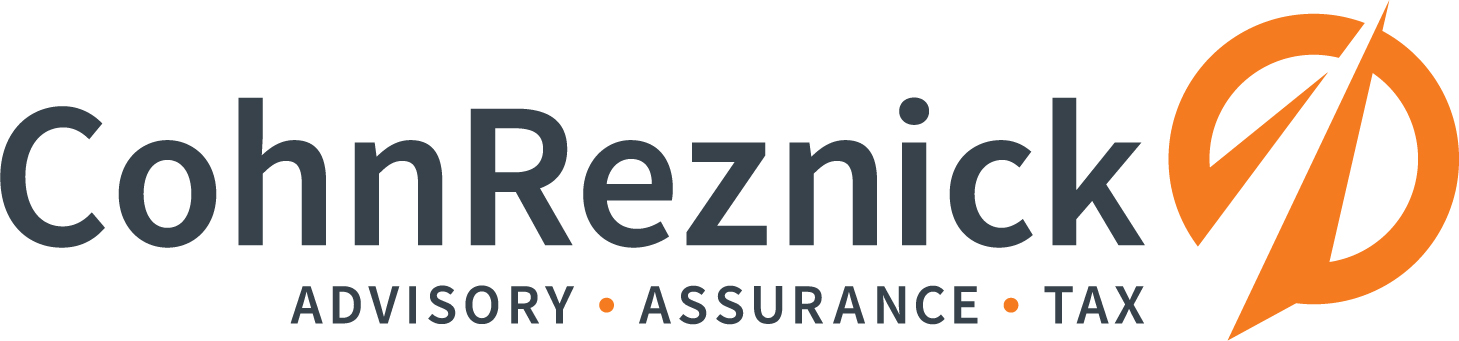 CohnReznick
ADVISORY • ASSURANCE • TAX